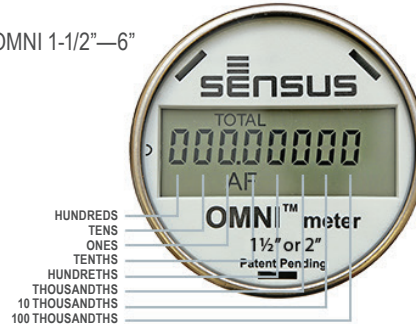 OMNI 1-1/2”—6”
SENSUS
TOTAL
000.00000
AF
OMNI™ meter
1½" or 2"
Patent Pending
HUNDREDS
TENS
ONES
TENTHS
HUNDRETHS
THOUSANDTHS
10 THOUSANDTHS
100 THOUSANDTHS